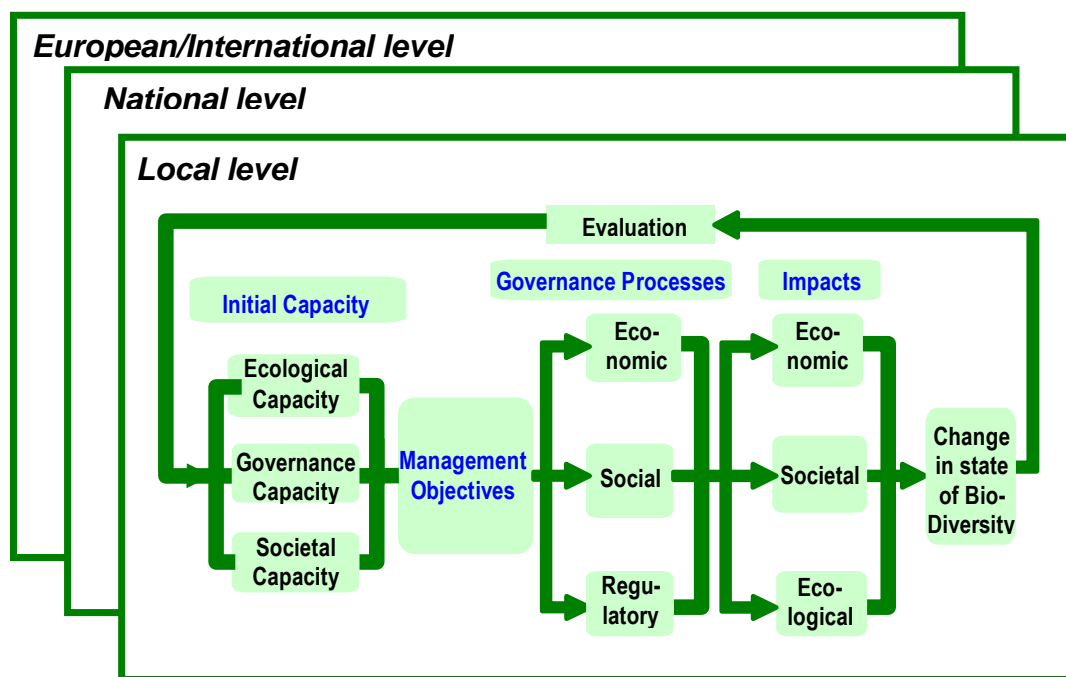 European/International level
National level
Local level
Evaluation
Governance Processes
Impacts
Initial Capacity
Eco-
nomic
Eco-
nomic
Ecological
Capacity
Governance
Capacity
Management
Objectives
Social
Societal
Change
in state
of Bio-
Diversity
Societal
Capacity
Regu-
latory
Eco-
logical